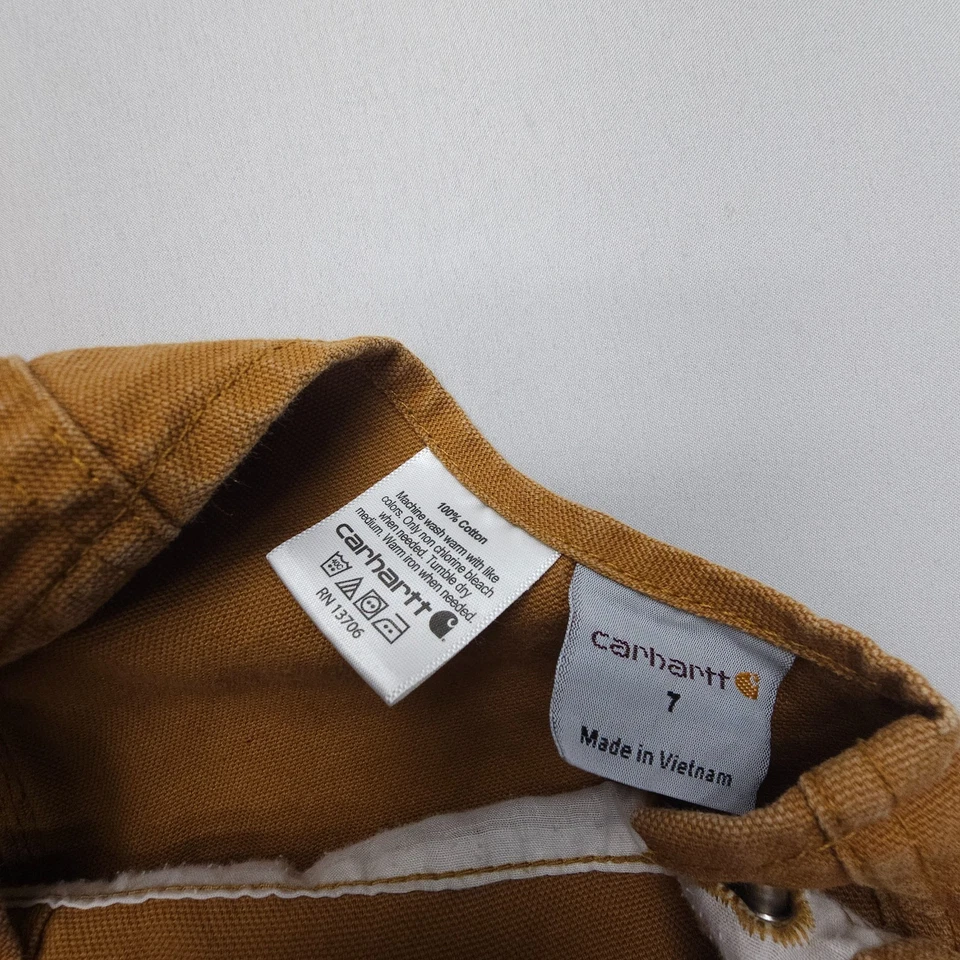 100% Cotton
Machine wash warm with like
colors. Only non chlorine bleach
when needed. Tumble dry
medium. Warm iron when needed.
carhartt
RN 13706
carhartt
7
Made in Vietnam